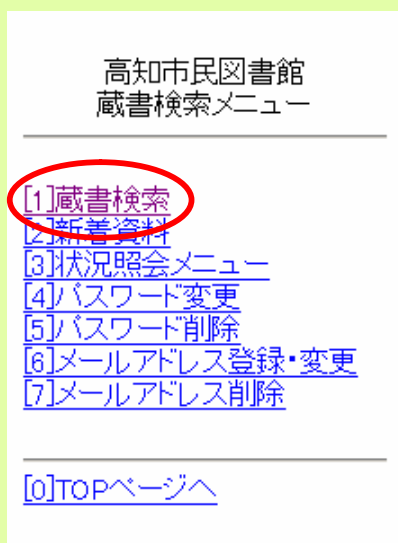 高知市民図書館
蔵書検索メニュー
[1]蔵書検索
[2]新着資料
[3]状況照会メニュー
[4]パスワード変更
[5]パスワード削除
[6]メールアドレス登録・変更
[7]メールアドレス削除
[0]TOPページへ